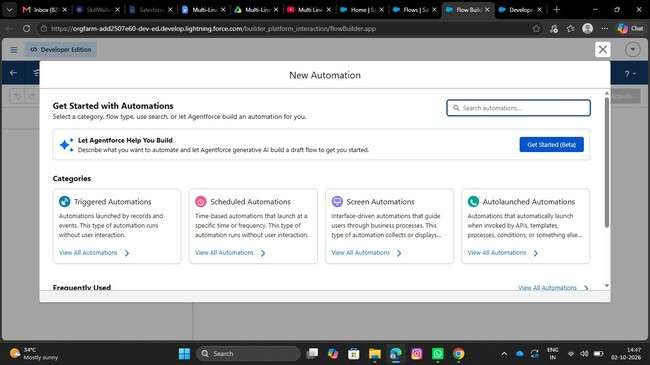 Inbox (82
SkillWalle
Salesforce
Multi-Line
Multi-Line
Multi Line
Home | Sa
Flows | Sa
Flow Buil
Develope
https://orgfarm-add2507e60-dev-ed.develop.lightning.force.com/builder_platform_interaction/flowBuilder.app
Chat
Developer Edition
New Automation
Get Started with Automations
Select a category, flow type, use search, or let Agentforce build an automation for you.
Search automations...
Let Agentforce Help You Build
Describe what you want to automate and let Agentforce generative AI build a draft flow to get you started.
Get Started (Beta)
Categories
Triggered Automations
Automations launched by records and
events. This type of automation runs
without user interaction.
View All Automations
Scheduled Automations
Time-based automations that launch at a
specific time or frequency. This type of
automation runs without user interaction.
View All Automations
Screen Automations
Interface-driven automations that guide
users through business processes. This
type of automation collects or displays...
View All Automations
Autolaunched Automations
Automations that automatically launch
when invoked by APIs, templates,
processes, conditions, or something else...
View All Automations
Frequently Used
View All Automations
34°C
Mostly sunny
Search
ENG
IN
14:47
02-10-2026